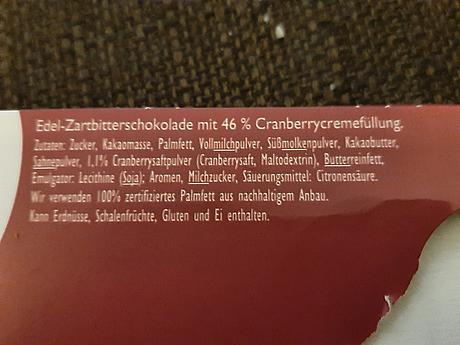 Edel-Zartbitterschokolade mit 46 % Cranberrycremefüllung.
Zutaten: Zucker, Kakaomasse, Palmfett, Vollmilchpulver, Süßmolkenpulver, Kakaobutter,
Sahnepulver, 1,1% Cranberrysaftpulver (Cranberrysaft, Maltodextrin), Butterreinfett,
Emulgator: Lecithine (Soja); Aromen, Milchzucker, Säuerungsmittel: Citronensäure.
Wir verwenden 100% zertifiziertes Palmfett aus nachhaltigem Anbau.
Kann Erdnüsse, Schalenfrüchte, Gluten und Ei enthalten.